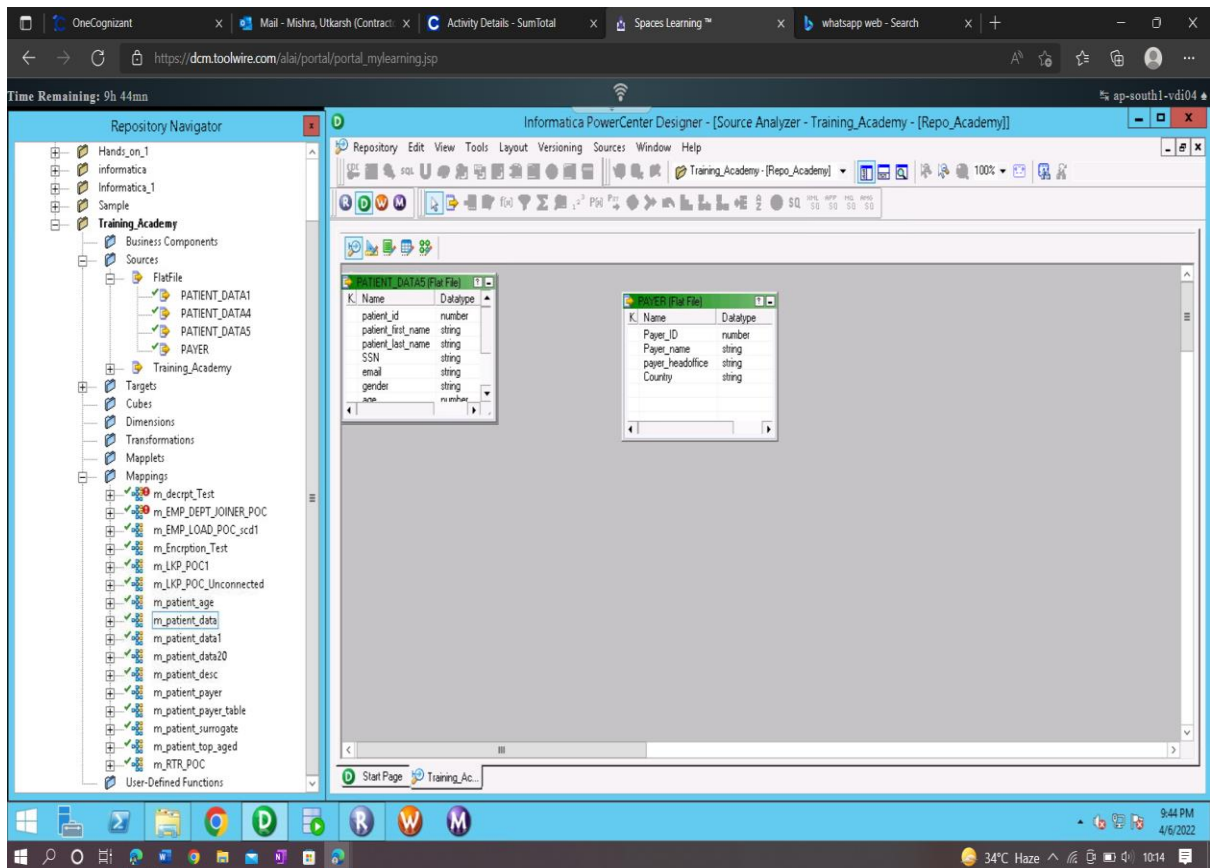 OneCognizant
Mail - Mishra, Utkarsh (Contract
Activity Details - SumTotal
Spaces Learning ™
whatsapp web - Search
https://dcm.toolwire.com/alai/portal/portal_mylearning.jsp
Time Remaining: 9h 44mn
ap-south1-vdi04
Repository Navigator
Hands_on_1
informatica
Informatica_1
Sample
Training_Academy
Business Components
Sources
FlatFile
PATIENT_DATA1
PATIENT_DATA4
PATIENT_DATA5
PAYER
Training_Academy
Targets
Cubes
Dimensions
Transformations
Mapplets
Mappings
m_decrpt_Test
m_EMP_DEPT_JOINER_POC
m_EMP_LOAD_POC_scd1
m_Encrption_Test
m_LKP_POC1
m_LKP_POC_Unconnected
m_patient_age
m_patient_data
m_patient_data1
m_patient_data20
m_patient_desc
m_patient_payer
m_patient_payer_table
m_patient_surrogate
m_patient_top_aged
m_RTR_POC
User-Defined Functions
Informatica PowerCenter Designer - [Source Analyzer - Training_Academy - [Repo_Academy]]
Repository Edit View Tools Layout Versioning Sources Window Help
Training_Academy - [Repo_Academy]
100%
PATIENT_DATA5 (Flat File)
K. Name Datatype
patient_id number
patient_first_name string
patient_last_name string
SSN string
email string
gender string
age number
PAYER (Flat File)
K. Name Datatype
Payer_ID number
Payer_name string
payer_headoffice string
Country string
Start Page Training_Ac...
9:44 PM
4/6/2022
34°C Haze
10:14